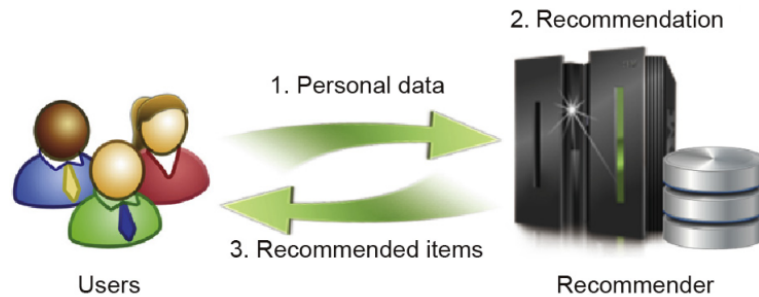 2. Recommendation
1. Personal data
3. Recommended items
Users
Recommender